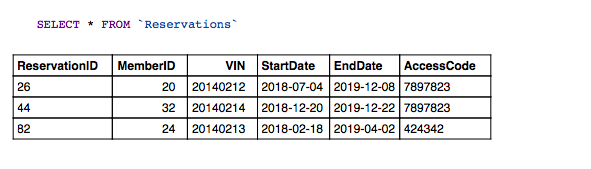 SELECT * FROM `Reservations`
ReservationID MemberID VIN StartDate EndDate AccessCode
26 20 20140212 2018-07-04 2019-12-08 7897823
44 32 20140214 2018-12-20 2019-12-22 7897823
82 24 20140213 2018-02-18 2019-04-02 424342